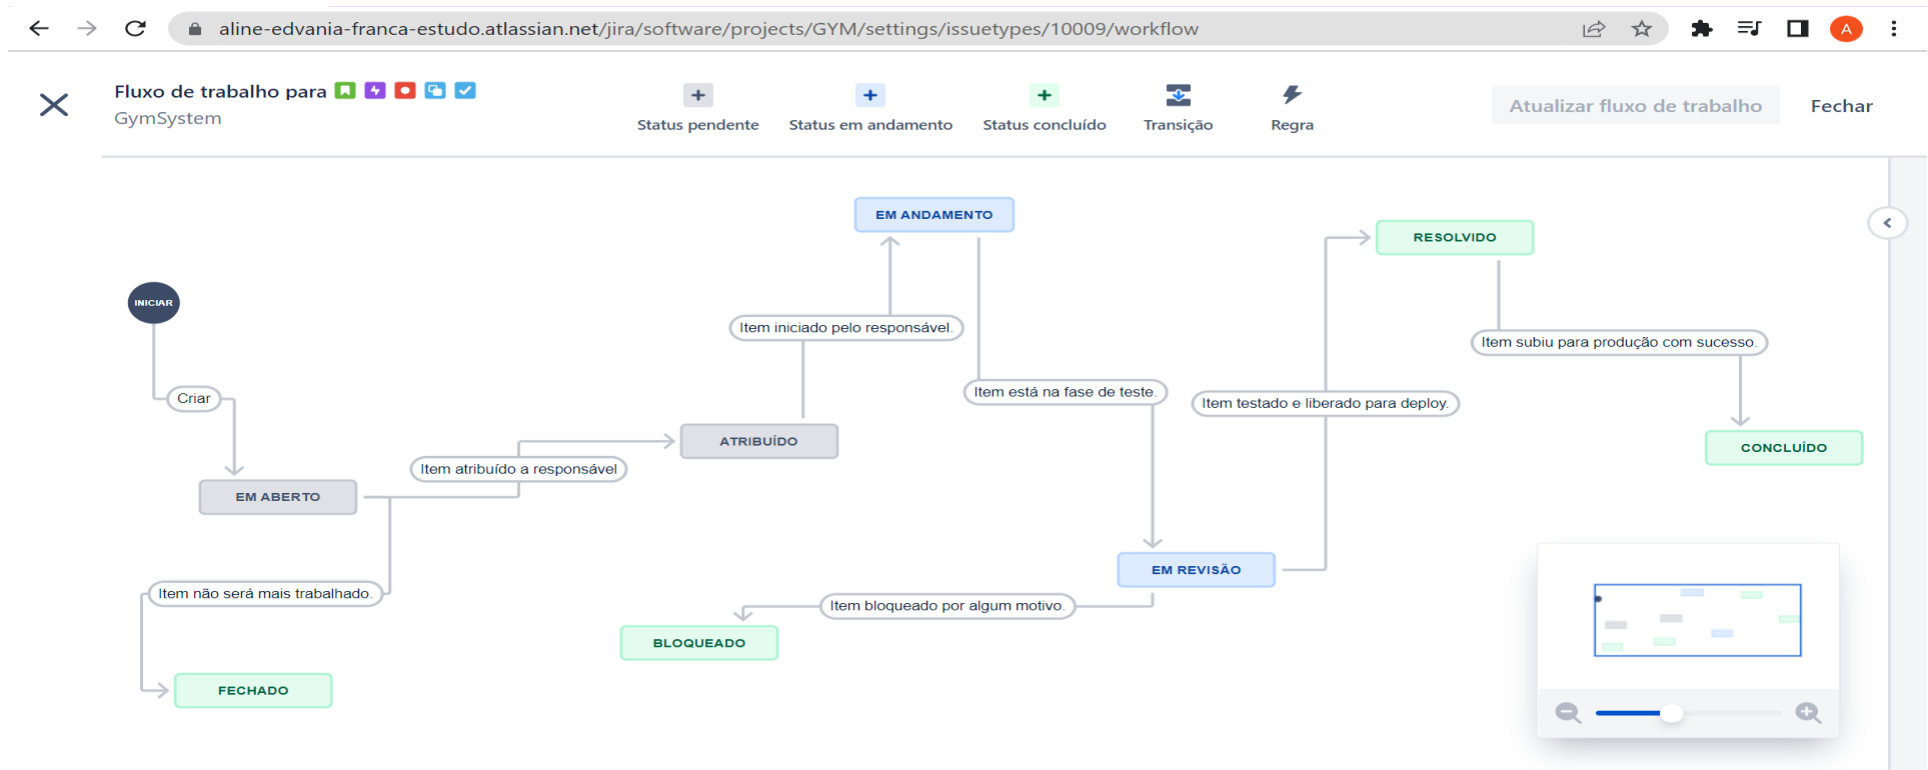 aline-edvania-franca-estudo.atlassian.net/jira/software/projects/GYM/settings/issuetypes/10009/workflow
A
Fluxo de trabalho para
GymSystem
Status pendente
Status em andamento
Status concluído
Transição
Regra
Atualizar fluxo de trabalho
Fechar
EM ANDAMENTO
RESOLVIDO
INICIAR
Item iniciado pelo responsável.
Item subiu para produção com sucesso.
Criar
Item está na fase de teste.
Item testado e liberado para deploy.
ATRIBUÍDO
CONCLUÍDO
Item atribuído a responsável
EM ABERTO
EM REVISÃO
Item não será mais trabalhado.
Item bloqueado por algum motivo.
BLOQUEADO
FECHADO